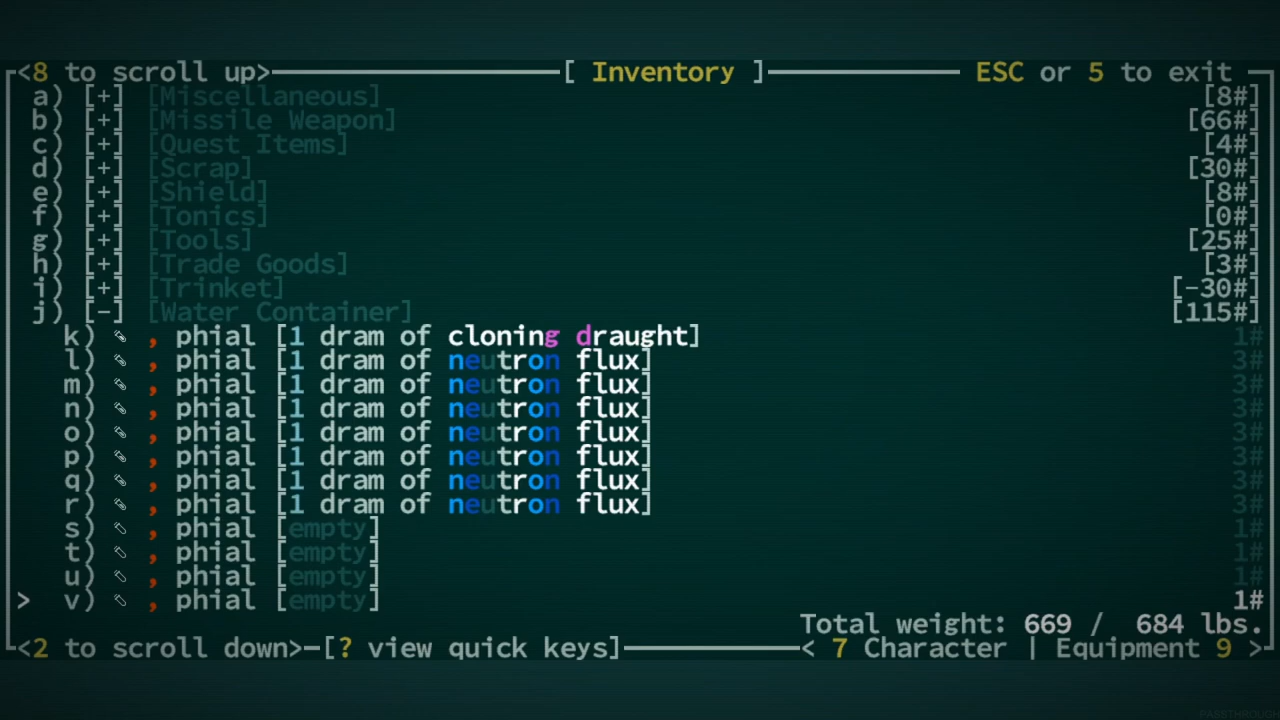 <8 to scroll up> [ Inventory ] ESC or 5 to exit
a) [+] [Miscellaneous] [8#]
b) [+] [Missile Weapon] [66#]
c) [+] [Quest Items] [4#]
d) [+] [Scrap] [30#]
e) [+] [Shield] [8#]
f) [+] [Tonics] [0#]
g) [+] [Tools] [25#]
h) [+] [Trade Goods] [3#]
i) [+] [Trinket] [-30#]
j) [-] [Water Container] [115#]
k) , phial [1 dram of cloning draught] 1#
l) , phial [1 dram of neutron flux] 3#
m) , phial [1 dram of neutron flux] 3#
n) , phial [1 dram of neutron flux] 3#
o) , phial [1 dram of neutron flux] 3#
p) , phial [1 dram of neutron flux] 3#
q) , phial [1 dram of neutron flux] 3#
r) , phial [1 dram of neutron flux] 3#
s) , phial [empty] 1#
t) , phial [empty] 1#
u) , phial [empty] 1#
> v) , phial [empty] 1#
Total weight: 669 / 684 lbs.
<2 to scroll down> [? view quick keys] < 7 Character | Equipment 9 >